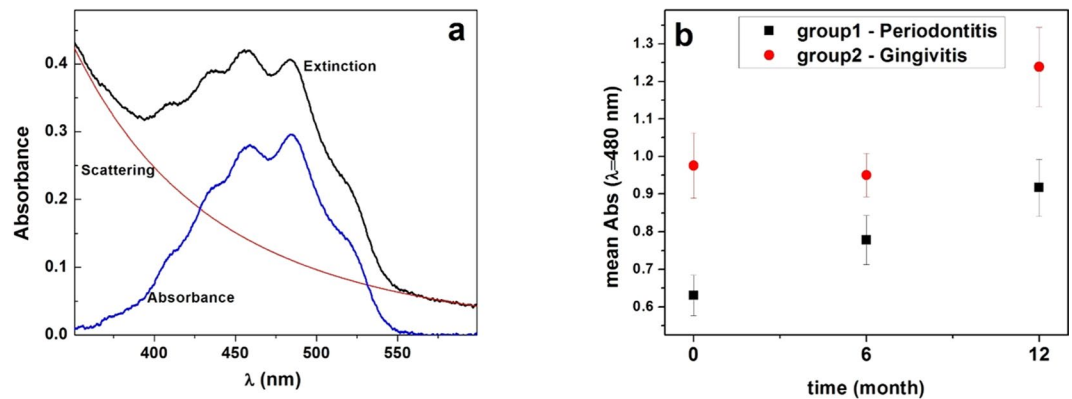 a
Extinction
Scattering
Absorbance
Absorbance
0.4
0.3
0.2
0.1
0.0
400 450 500 550
λ (nm)
b
group1 - Periodontitis
group2 - Gingivitis
mean Abs (λ=480 nm)
1.3
1.2
1.1
1.0
0.9
0.8
0.7
0.6
0 6 12
time (month)